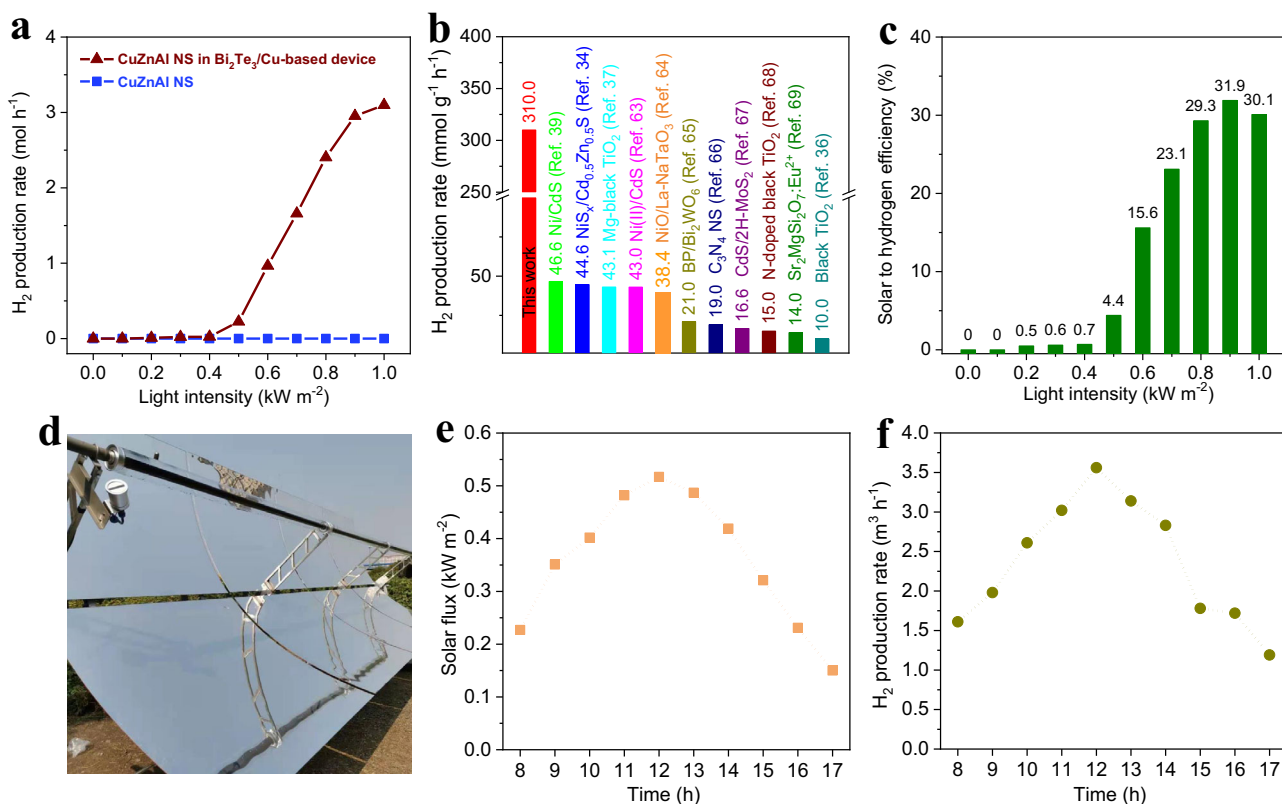 a
H₂ production rate (mol h⁻¹)
4
3
2
1
0
CuZnAl NS in Bi₂Te₃/Cu-based device
CuZnAl NS
0.0 0.2 0.4 0.6 0.8 1.0
Light intensity (kW m⁻²)
b
H₂ production rate (mmol g⁻¹ h⁻¹)
400
350
300
250
50
310.0
This work
46.6 Ni/CdS (Ref. 39)
44.6 NiSₓ/Cd₀.₅Zn₀.₅S (Ref. 34)
43.1 Mg-black TiO₂ (Ref. 37)
43.0 Ni(II)/CdS (Ref. 63)
38.4 NiO/La-NaTaO₃ (Ref. 64)
21.0 BP/Bi₂WO₆ (Ref. 65)
19.0 C₃N₄ NS (Ref. 66)
16.6 CdS/2H-MoS₂ (Ref. 67)
15.0 N-doped black TiO₂ (Ref. 68)
14.0 Sr₂MgSi₂O₇:Eu²⁺ (Ref. 69)
10.0 Black TiO₂ (Ref. 36)
c
Solar to hydrogen efficiency (%)
40
30
20
10
0
0 0 0.5 0.6 0.7 4.4 15.6 23.1 29.3 31.9 30.1
0.0 0.2 0.4 0.6 0.8 1.0
Light intensity (kW m⁻²)
d
e
Solar flux (kW m⁻²)
0.6
0.5
0.4
0.3
0.2
0.1
0.0
8 9 10 11 12 13 14 15 16 17
Time (h)
f
H₂ production rate (m³ h⁻¹)
4.0
3.5
3.0
2.5
2.0
1.5
1.0
0.5
0.0
8 9 10 11 12 13 14 15 16 17
Time (h)